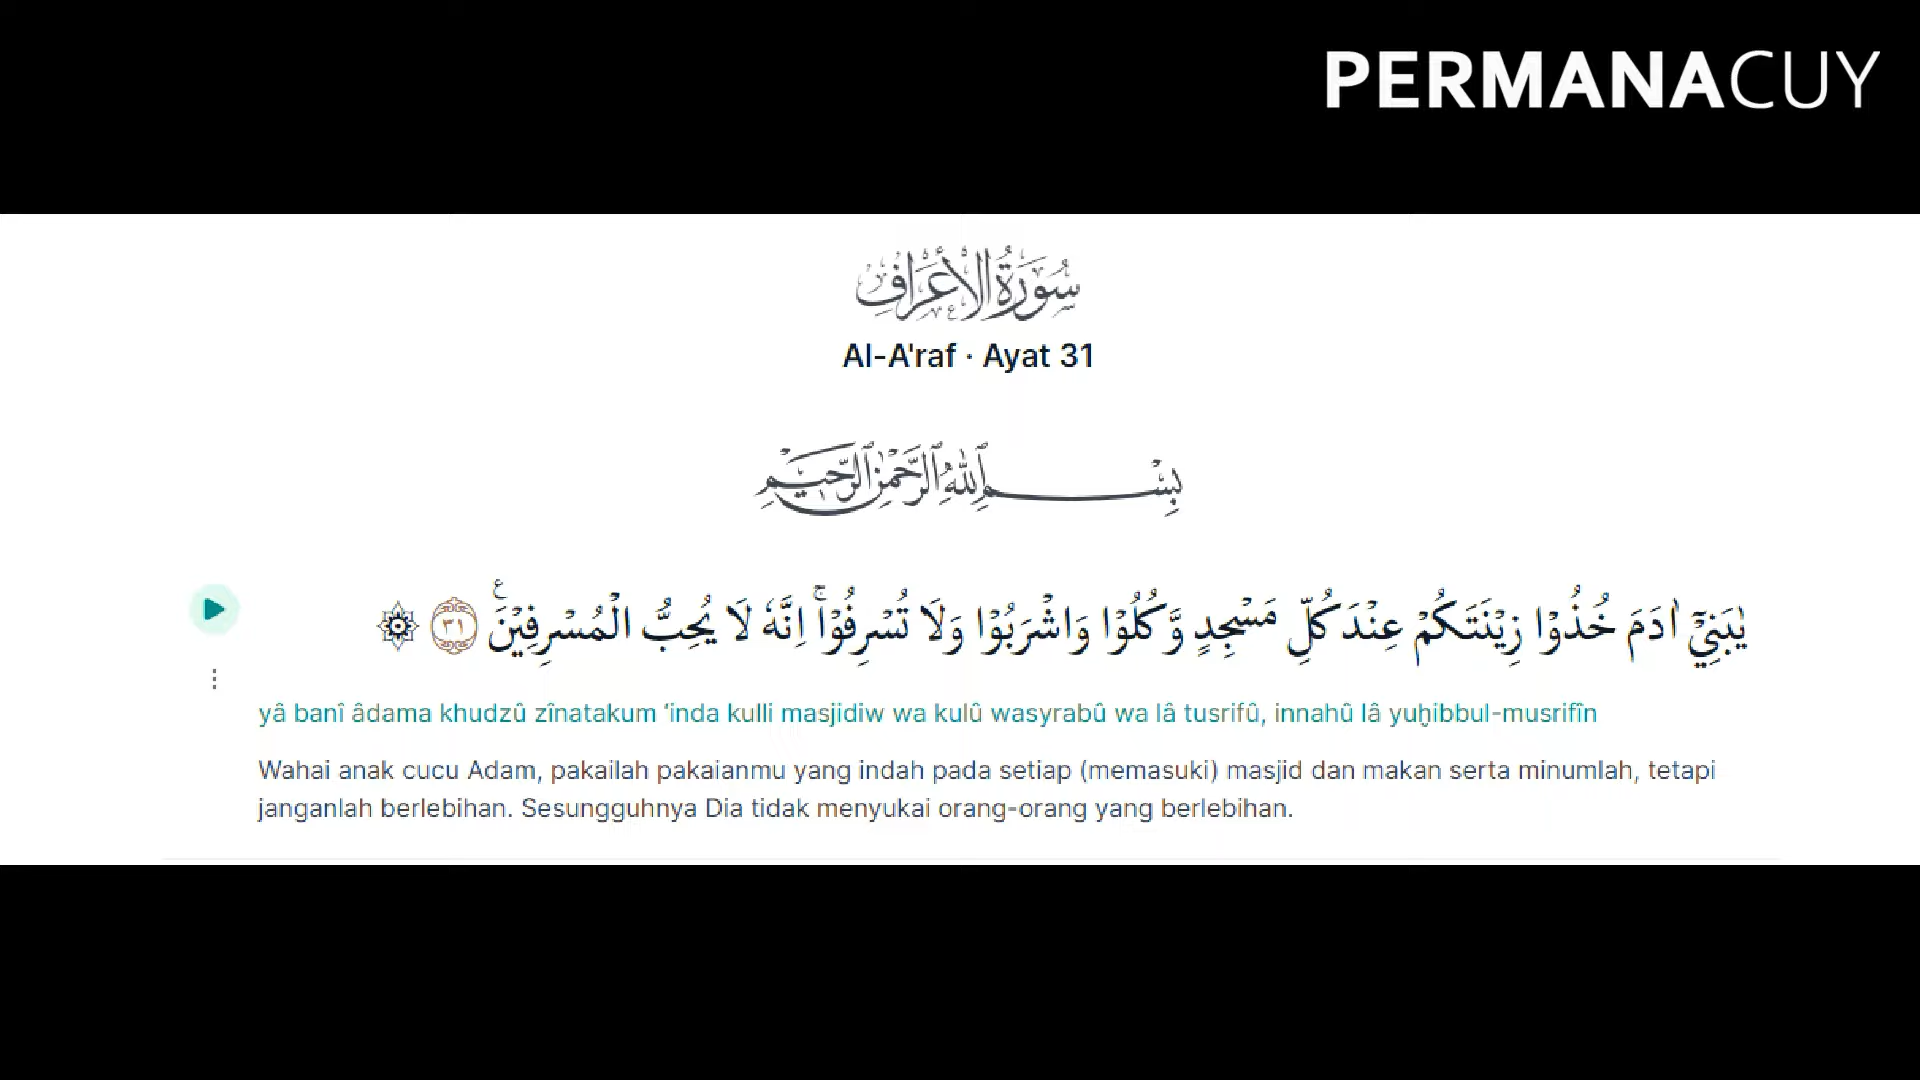 PERMANACUY
سُورَةُ الْأَعْرَافِ
Al-A'raf · Ayat 31
بِسْمِ اللّٰهِ الرَّحْمٰنِ الرَّحِيْمِ
يٰبَنِيْٓ اٰدَمَ خُذُوْا زِيْنَتَكُمْ عِنْدَ كُلِّ مَسْجِدٍ وَّكُلُوْا وَاشْرَبُوْا وَلَا تُسْرِفُوْاۚ اِنَّهٗ لَا يُحِبُّ الْمُسْرِفِيْنَ ࣖ ٣١ ۞
yâ banî âdama khudzû zînatakum ‘inda kulli masjidiw wa kulû wasyrabû wa lâ tusrifû, innahû lâ yuḫibbul-musrifîn
Wahai anak cucu Adam, pakailah pakaianmu yang indah pada setiap (memasuki) masjid dan makan serta minumlah, tetapi
janganlah berlebihan. Sesungguhnya Dia tidak menyukai orang-orang yang berlebihan.